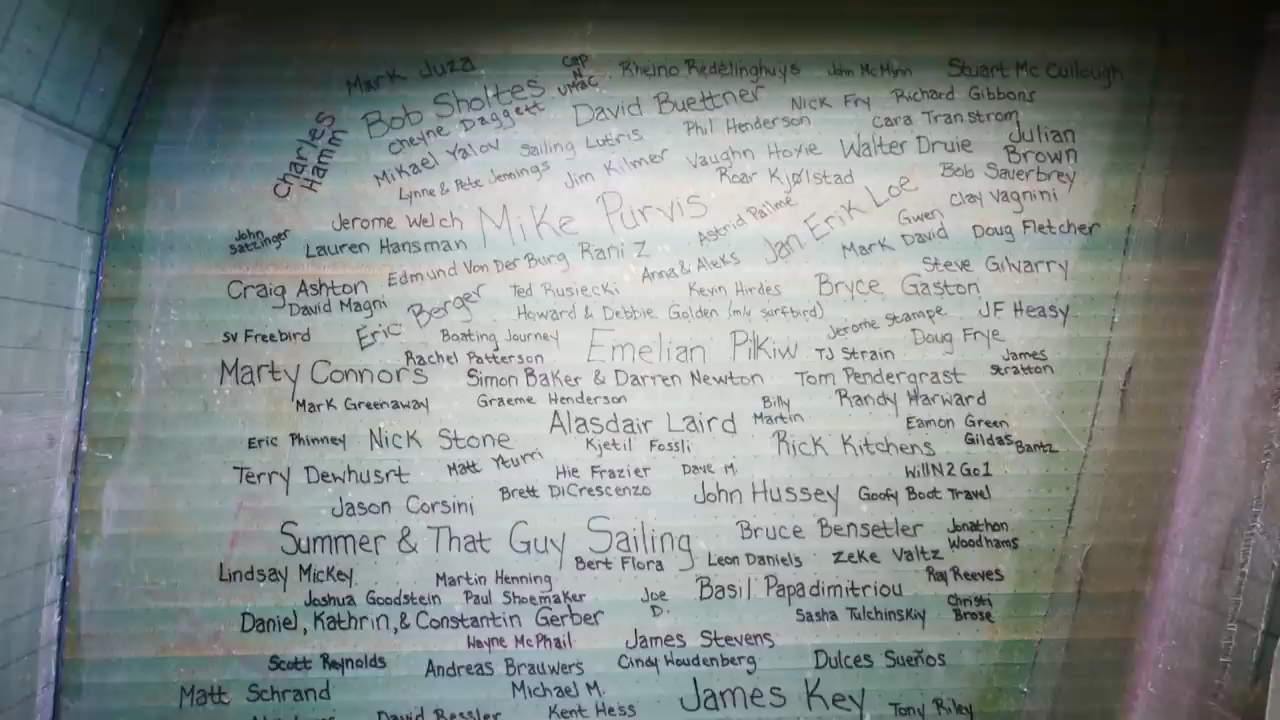 Mark Juza
Cap N UMaC
Rheino Redelinghuys
John McMynn
Stuart Mc Cullough
Charles Hamm
Bob Sholtes
David Buettner
Nick Fry
Richard Gibbons
Cheyne Daggett
Phil Henderson
Cara Transtrom
Mikael Yalov
Sailing Lutris
Vaughn Hoxie
Walter Druie
Julian Brown
Lynne & Pete Jennings
Jim Kilmer
Roar Kjølstad
Bob Sauerbrey
Jerome Welch
Mike Purvis
Astrid Palime
Jan Erik Loe
Clay Vagnini
John Satzinger
Lauren Hansman
Gwen
Mark David
Doug Fletcher
Edmund Von Der Burg
Rani Z
Anna & Aleks
Steve Gilvarry
Craig Ashton
Ted Rusiecki
Kevin Hirdes
Bryce Gaston
David Magni
Eric Berger
Howard & Debbie Golden (m/v surfbird)
Jerome Stampe
JF Heasy
SV Freebird
Boating Journey
Emelian Pikiw
TJ Strain
Doug Frye
Rachel Patterson
James Stratton
Marty Connors
Simon Baker & Darren Newton
Tom Pendergrast
Mark Greenaway
Graeme Henderson
Billy Martin
Randy Harward
Alasdair Laird
Eamon Green
Eric Phinney
Nick Stone
Kjetil Fossli
Rick Kitchens
Gildas Bantz
Terry Dewhusrt
Matt Yturri
Hie Frazier
Dave M.
WillN2Go1
Jason Corsini
Brett DiCrescenzo
John Hussey
Goofy Boot Travel
Summer & That Guy Sailing
Bruce Bensetler
Jonathon Woodhams
Bert Flora
Leon Daniels
Zeke Valtz
Lindsay Mickey
Martin Henning
Basil Papadimitriou
Ray Reeves
Joshua Goodstein
Paul Shoemaker
Joe D.
Daniel, Kathrin, & Constantin Gerber
Sasha Tulchinskiy
Christi Brose
Wayne McPhail
James Stevens
Scott Reynolds
Andreas Brauwers
Cindy Woudenberg
Dulces Sueños
Matt Schrand
Michael M.
James Key
David Ressler
Kent Hess
Tony Riley